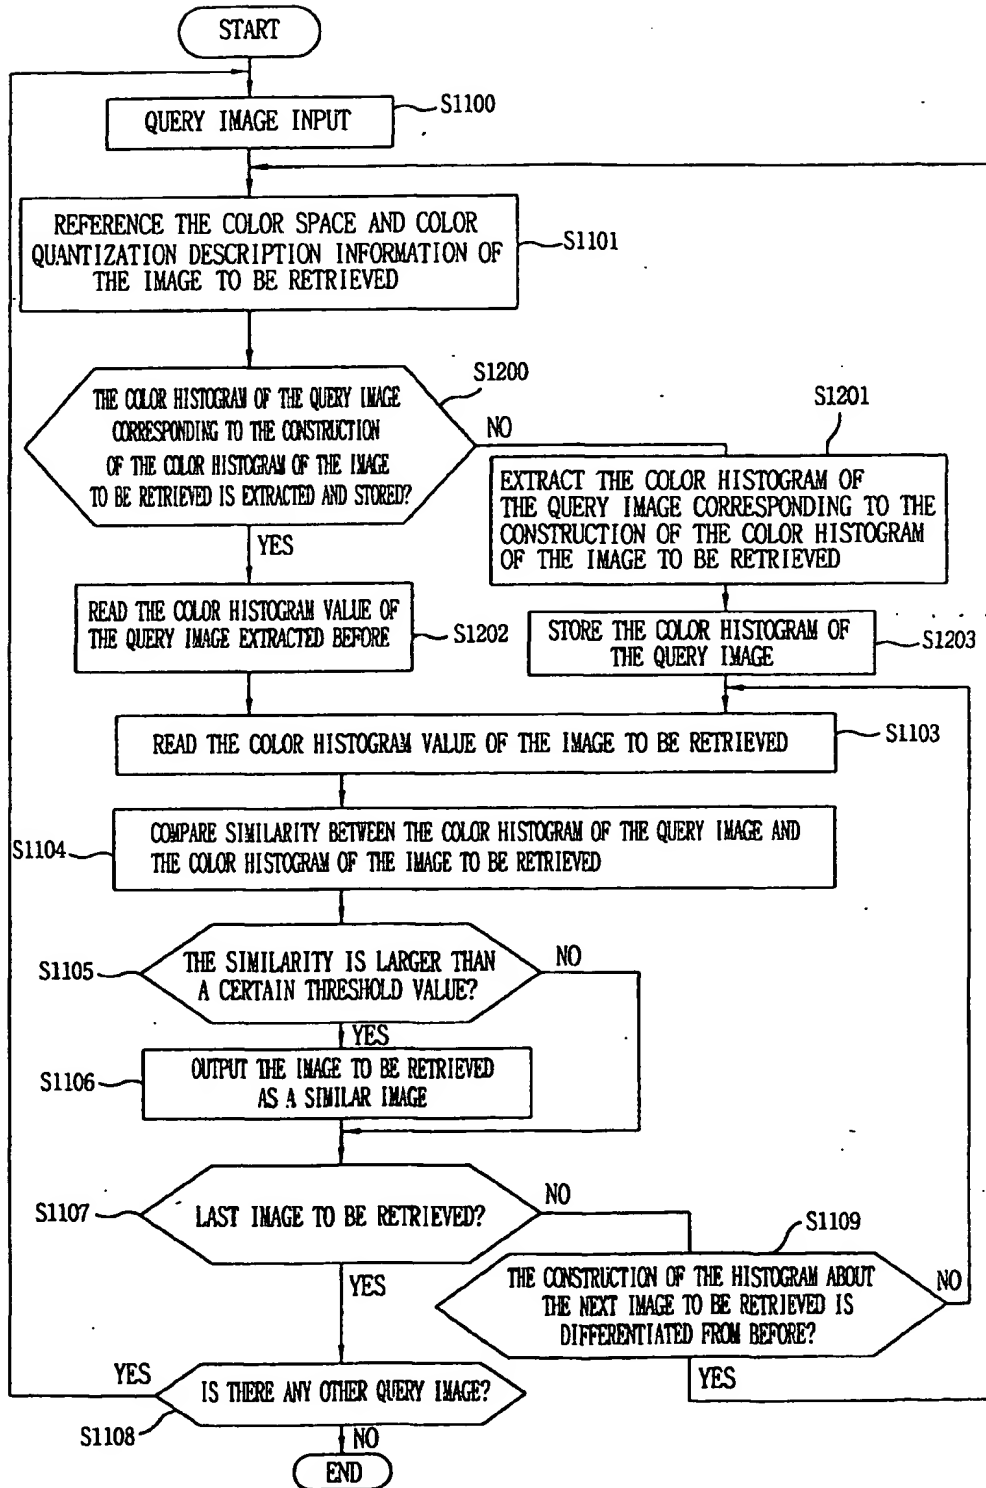 START
S1100
QUERY IMAGE INPUT
REFERENCE THE COLOR SPACE AND COLOR
QUANTIZATION DESCRIPTION INFORMATION OF
THE IMAGE TO BE RETRIEVED
S1101
S1200
THE COLOR HISTOGRAM OF THE QUERY IMAGE
CORRESPONDING TO THE CONSTRUCTION
OF THE COLOR HISTOGRAM OF THE IMAGE
TO BE RETRIEVED IS EXTRACTED AND STORED?
NO
YES
S1201
EXTRACT THE COLOR HISTOGRAM OF
THE QUERY IMAGE CORRESPONDING TO THE
CONSTRUCTION OF THE COLOR HISTOGRAM
OF THE IMAGE TO BE RETRIEVED
READ THE COLOR HISTOGRAM VALUE OF
THE QUERY IMAGE EXTRACTED BEFORE
S1202
STORE THE COLOR HISTOGRAM OF
THE QUERY IMAGE
S1203
READ THE COLOR HISTOGRAM VALUE OF THE IMAGE TO BE RETRIEVED
S1103
S1104
COMPARE SIMILARITY BETWEEN THE COLOR HISTOGRAM OF THE QUERY IMAGE AND
THE COLOR HISTOGRAM OF THE IMAGE TO BE RETRIEVED
S1105
THE SIMILARITY IS LARGER THAN
A CERTAIN THRESHOLD VALUE?
NO
YES
S1106
OUTPUT THE IMAGE TO BE RETRIEVED
AS A SIMILAR IMAGE
S1107
LAST IMAGE TO BE RETRIEVED?
NO
YES
S1109
THE CONSTRUCTION OF THE HISTOGRAM ABOUT
THE NEXT IMAGE TO BE RETRIEVED IS
DIFFERENTIATED FROM BEFORE?
NO
YES
YES
IS THERE ANY OTHER QUERY IMAGE?
S1108
NO
END